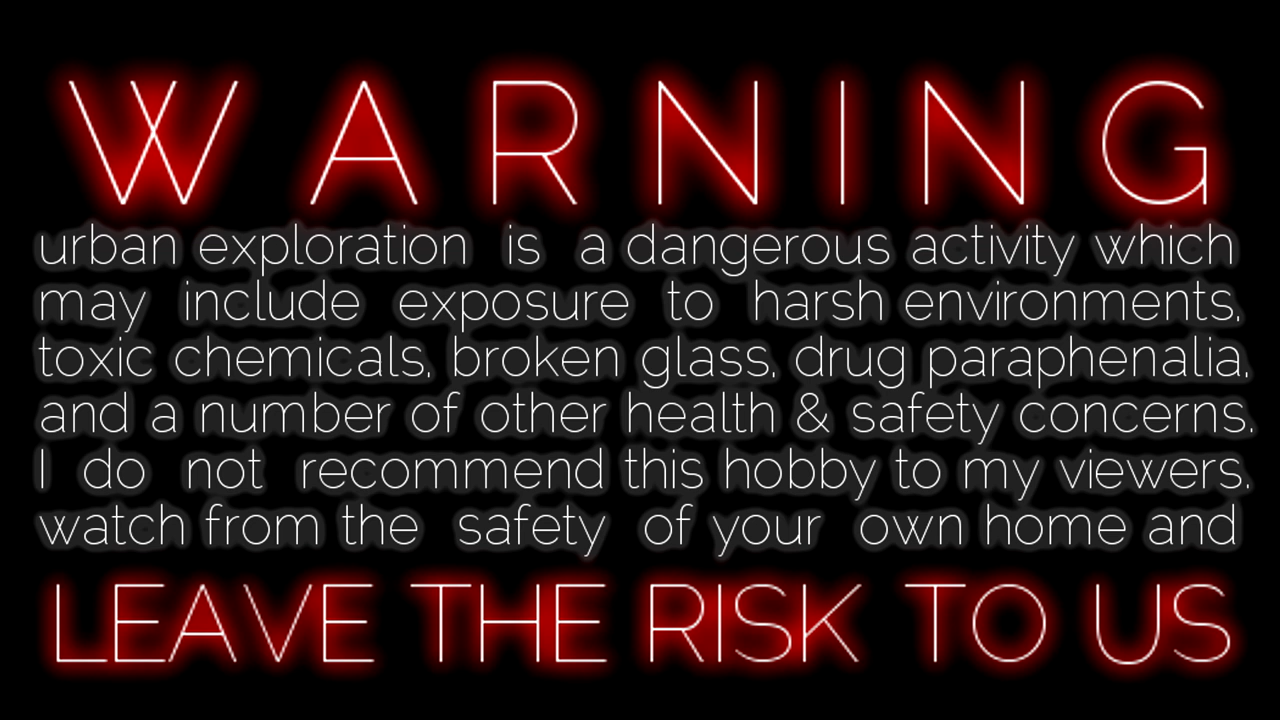 WARNING
urban exploration is a dangerous activity which
may include exposure to harsh environments,
toxic chemicals, broken glass, drug paraphenalia,
and a number of other health & safety concerns.
I do not recommend this hobby to my viewers.
watch from the safety of your own home and
LEAVE THE RISK TO US